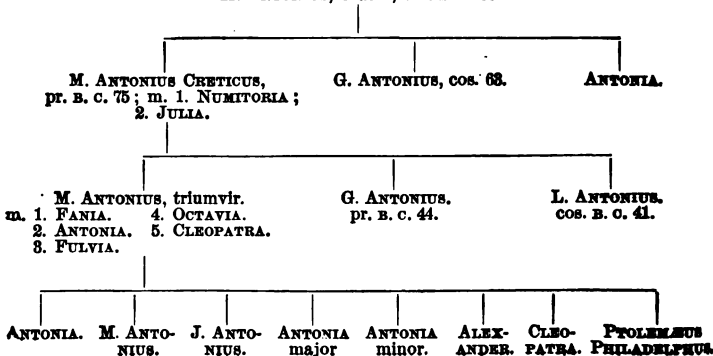 M. ANTONIUS CRETICUS,
pr. B. C. 75; m. 1. NUMITORIA;
2. JULIA.
G. ANTONIUS, cos. 63.
ANTONIA.
M. ANTONIUS, triumvir.
m. 1. FANIA. 4. OCTAVIA.
2. ANTONIA. 5. CLEOPATRA.
3. FULVIA.
G. ANTONIUS.
pr. B. C. 44.
L. ANTONIUS.
cos. B. C. 41.
ANTONIA.
M. ANTO-
NIUS.
J. ANTO-
NIUS.
ANTONIA
major
ANTONIA
minor.
ALEX-
ANDER.
CLEO-
PATRA.
PTOLEMÆUS
PHILADELPHUS.